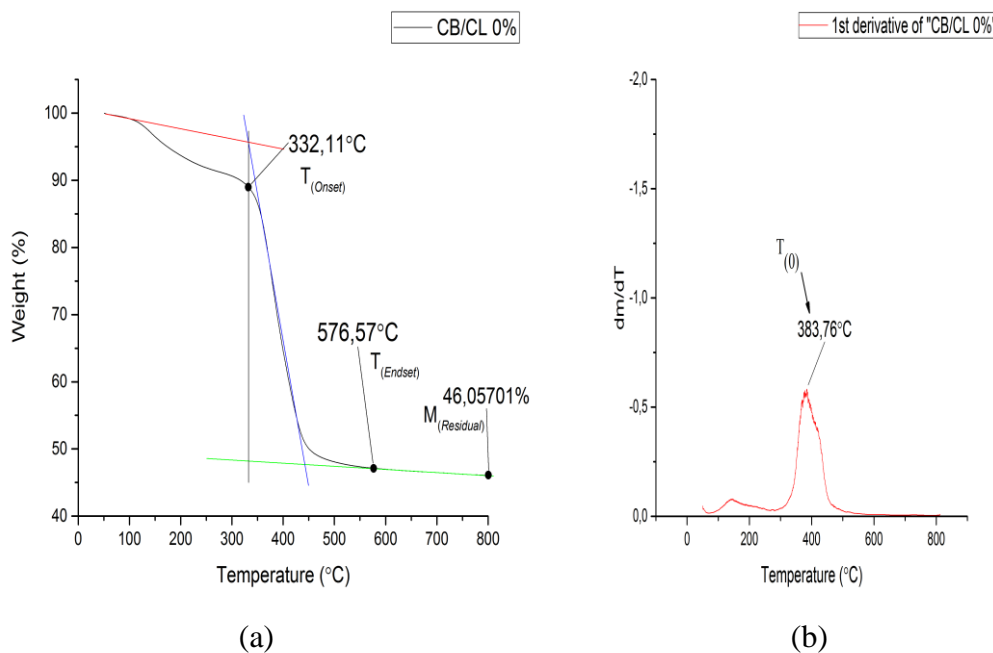 CB/CL 0%
100
90
80
70
60
50
40
0
100
200
300
400
500
600
700
800
Weight (%)
Temperature (°C)
332,11°C
T(Onset)
576,57°C
T(Endset)
46,05701%
M(Residual)
(a)
1st derivative of "CB/CL 0%"
-2,0
-1,5
-1,0
-0,5
0,0
0
200
400
600
800
dm/dT
Temperature (°C)
T(0)
383,76°C
(b)